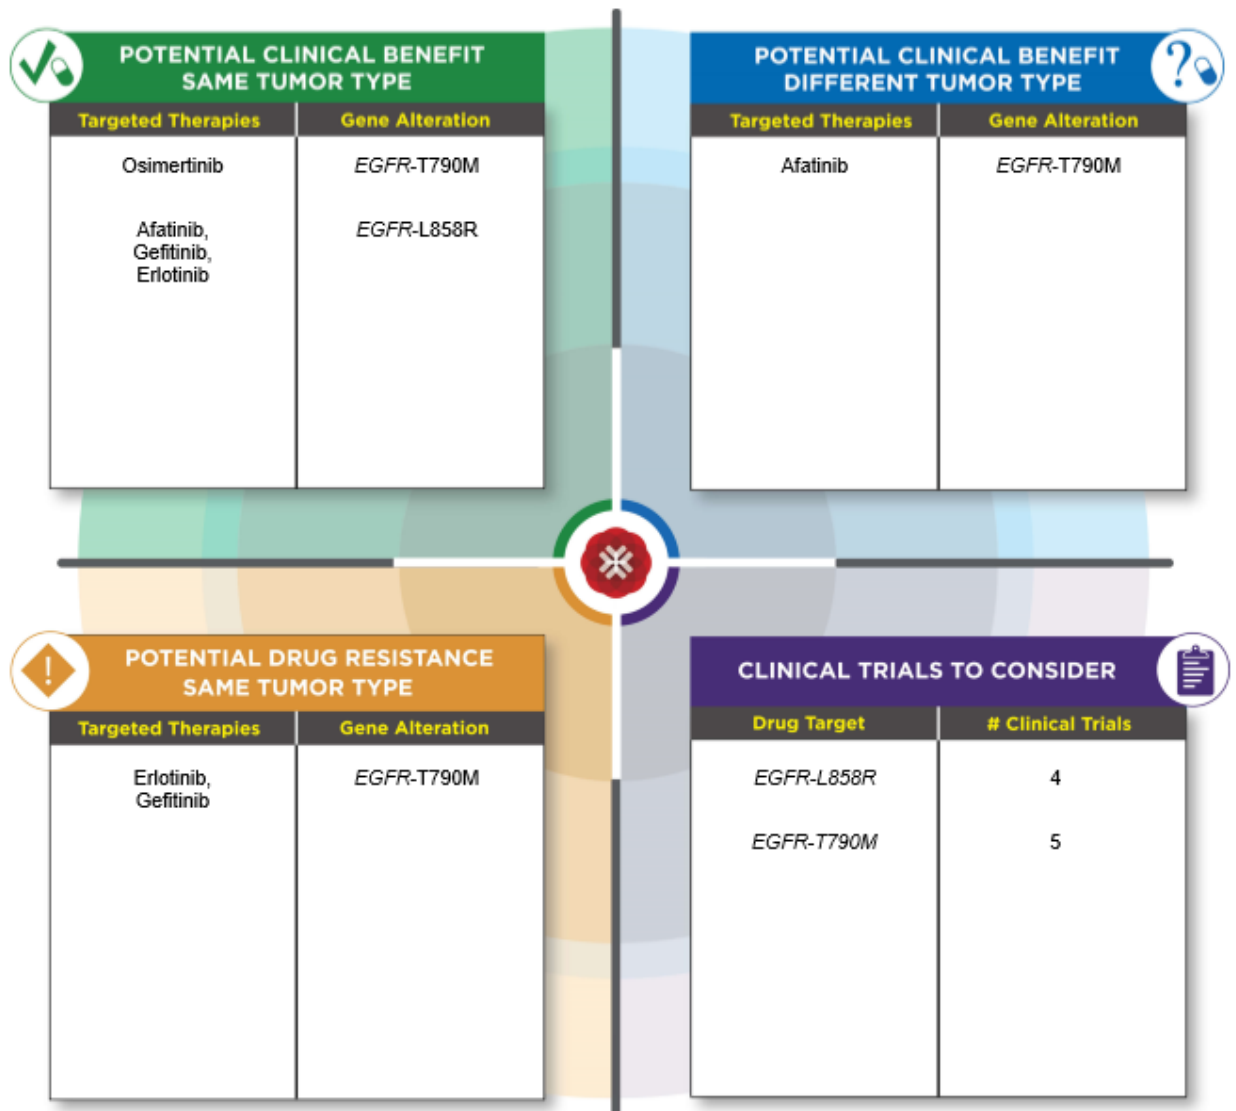 POTENTIAL CLINICAL BENEFIT
SAME TUMOR TYPE
Targeted Therapies
Gene Alteration
Osimertinib
EGFR-T790M
Afatinib,
Gefitinib,
Erlotinib
EGFR-L858R
POTENTIAL CLINICAL BENEFIT
DIFFERENT TUMOR TYPE
Targeted Therapies
Gene Alteration
Afatinib
EGFR-T790M
POTENTIAL DRUG RESISTANCE
SAME TUMOR TYPE
Targeted Therapies
Gene Alteration
Erlotinib,
Gefitinib
EGFR-T790M
CLINICAL TRIALS TO CONSIDER
Drug Target
# Clinical Trials
EGFR-L858R
4
EGFR-T790M
5